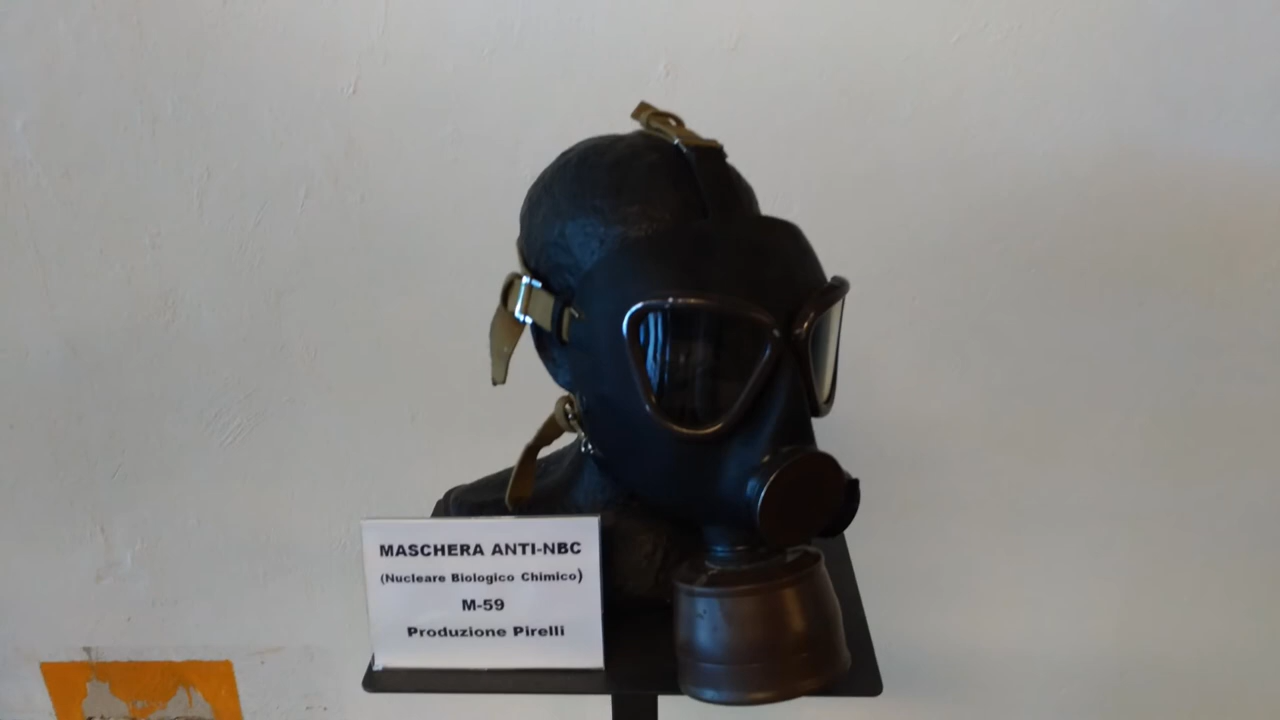 MASCHERA ANTI-NBC
(Nucleare Biologico Chimico)
M-59
Produzione Pirelli